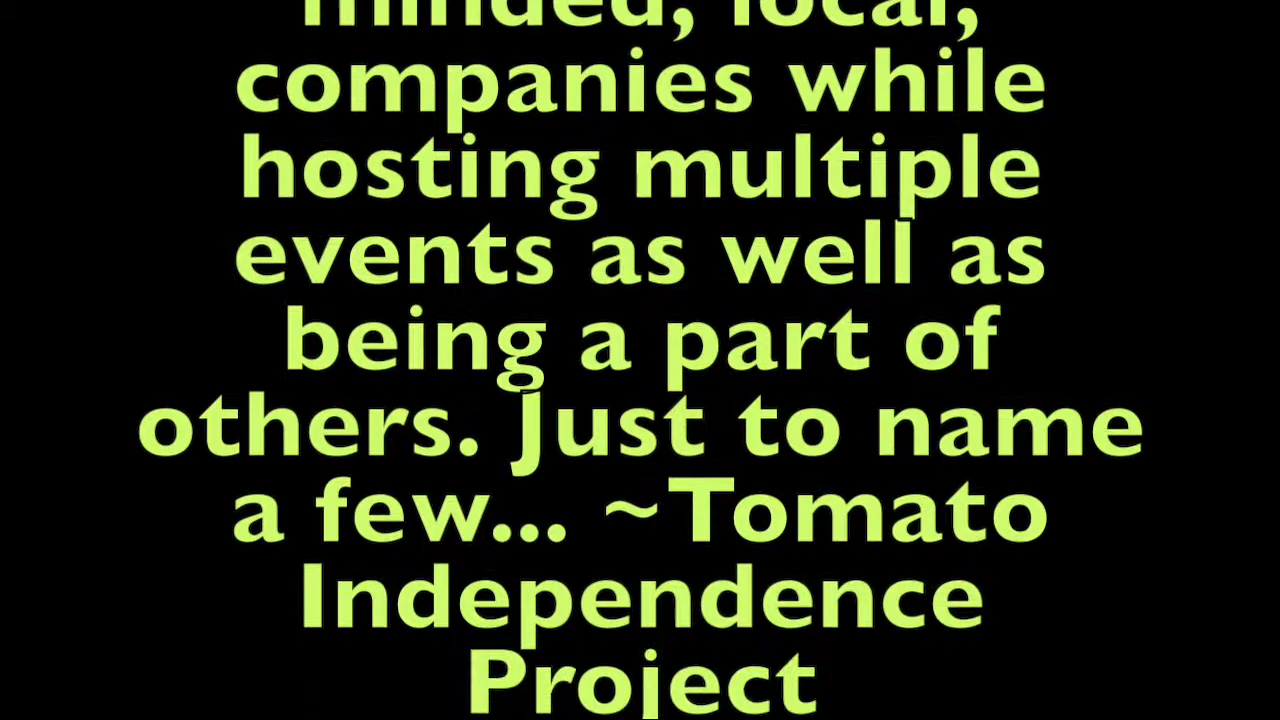 minded, local,
companies while
hosting multiple
events as well as
being a part of
others. Just to name
a few... ~Tomato
Independence
Project